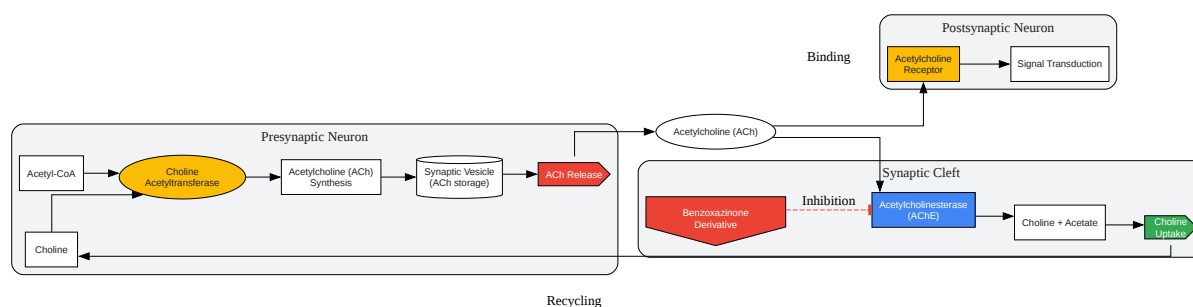 Postsynaptic Neuron
Binding
Acetylcholine
Receptor
Signal Transduction
Presynaptic Neuron
Acetylcholine (ACh)
Acetyl-CoA
Choline
Acetyltransferase
Acetylcholine (ACh)
Synthesis
Synaptic Vesicle
(ACh storage)
ACh Release
Synaptic Cleft
Benzoxazinone
Derivative
Inhibition
Acetylcholinesterase
(AChE)
Choline + Acetate
Choline
Uptake
Choline
Recycling